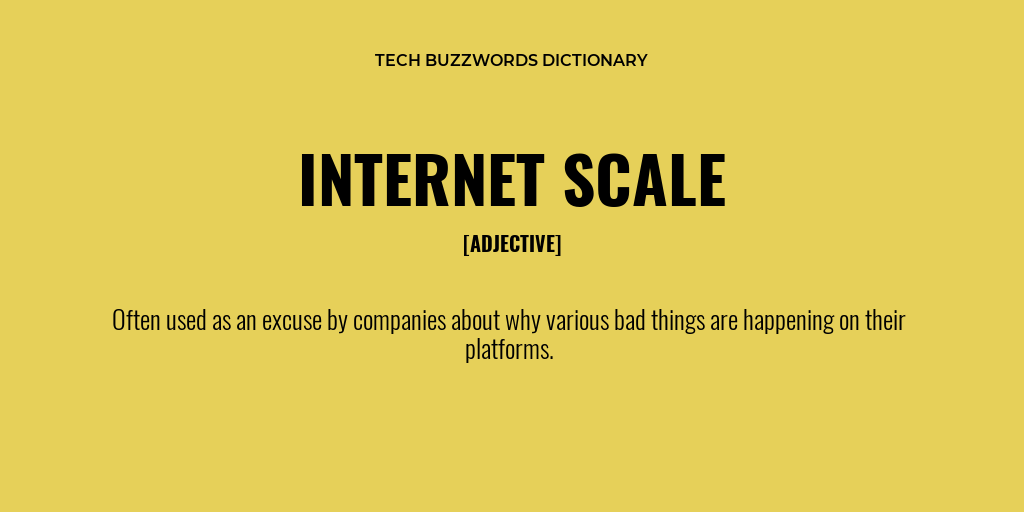 TECH BUZZWORDS DICTIONARY
INTERNET SCALE
[ADJECTIVE]
Often used as an excuse by companies about why various bad things are happening on their
platforms.